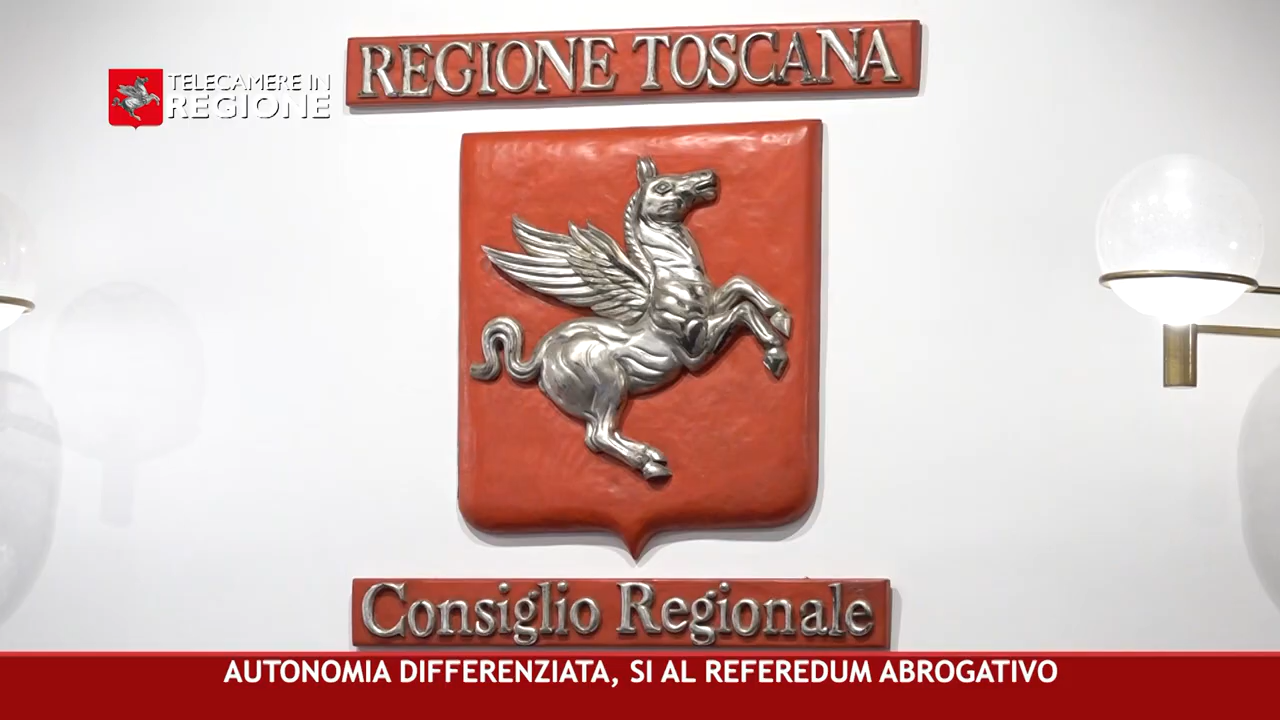 REGIONE TOSCANA
TELECAMERE IN
REGIONE
Consiglio Regionale
AUTONOMIA DIFFERENZIATA, SI AL REFEREDUM ABROGATIVO